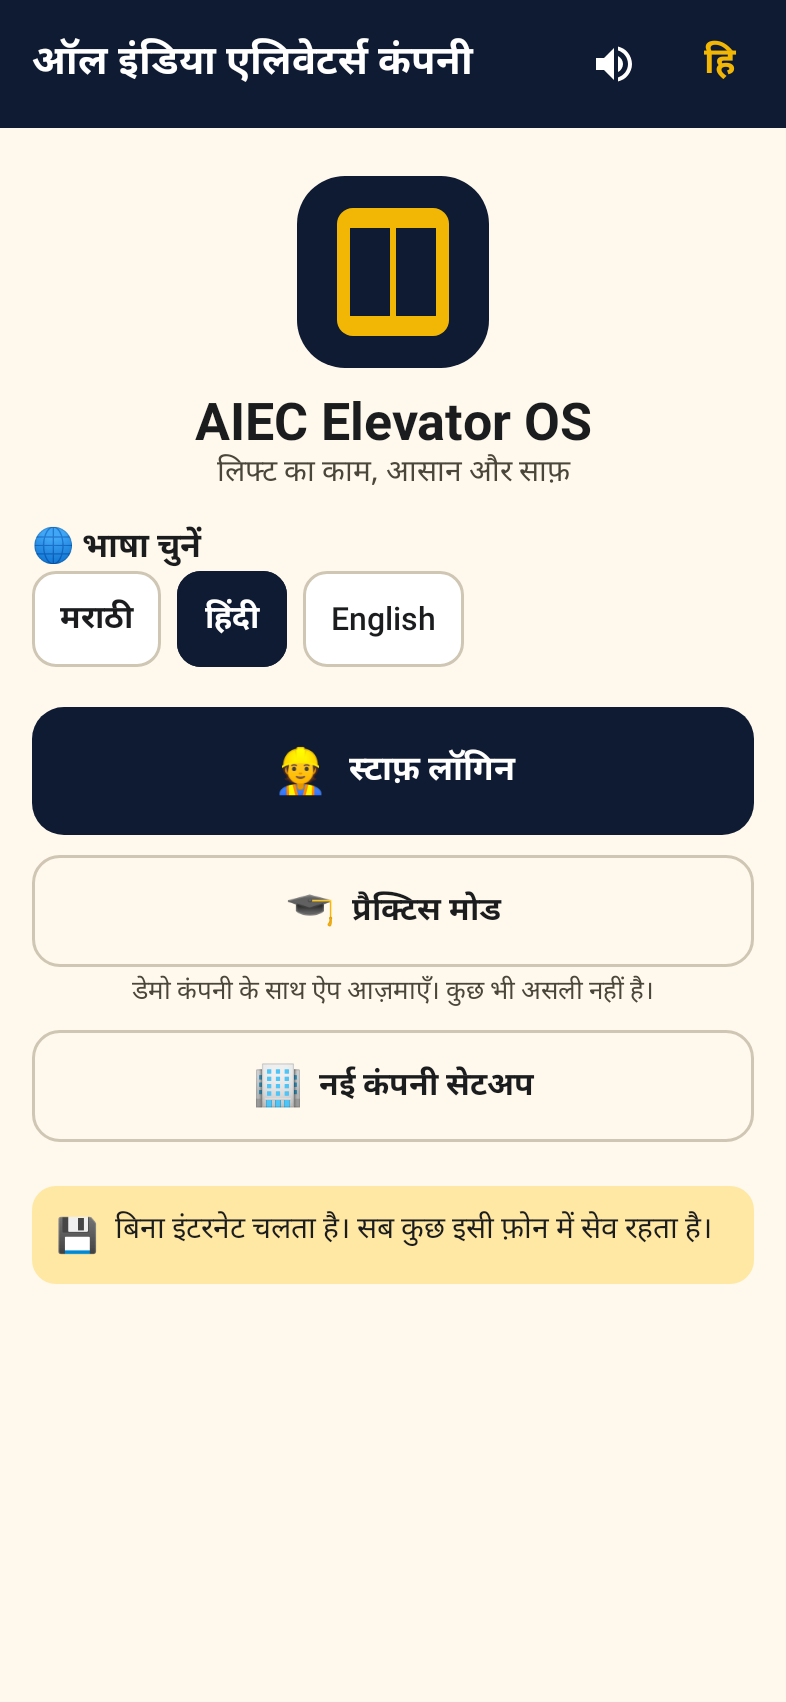 ऑल इंडिया एलिवेटर्स कंपनी
हि
AIEC Elevator OS
लिफ्ट का काम, आसान और साफ़
भाषा चुनें
मराठी
हिंदी
English
स्टाफ़ लॉगिन
प्रैक्टिस मोड
डेमो कंपनी के साथ ऐप आज़माएँ। कुछ भी असली नहीं है।
नई कंपनी सेटअप
बिना इंटरनेट चलता है। सब कुछ इसी फ़ोन में सेव रहता है।